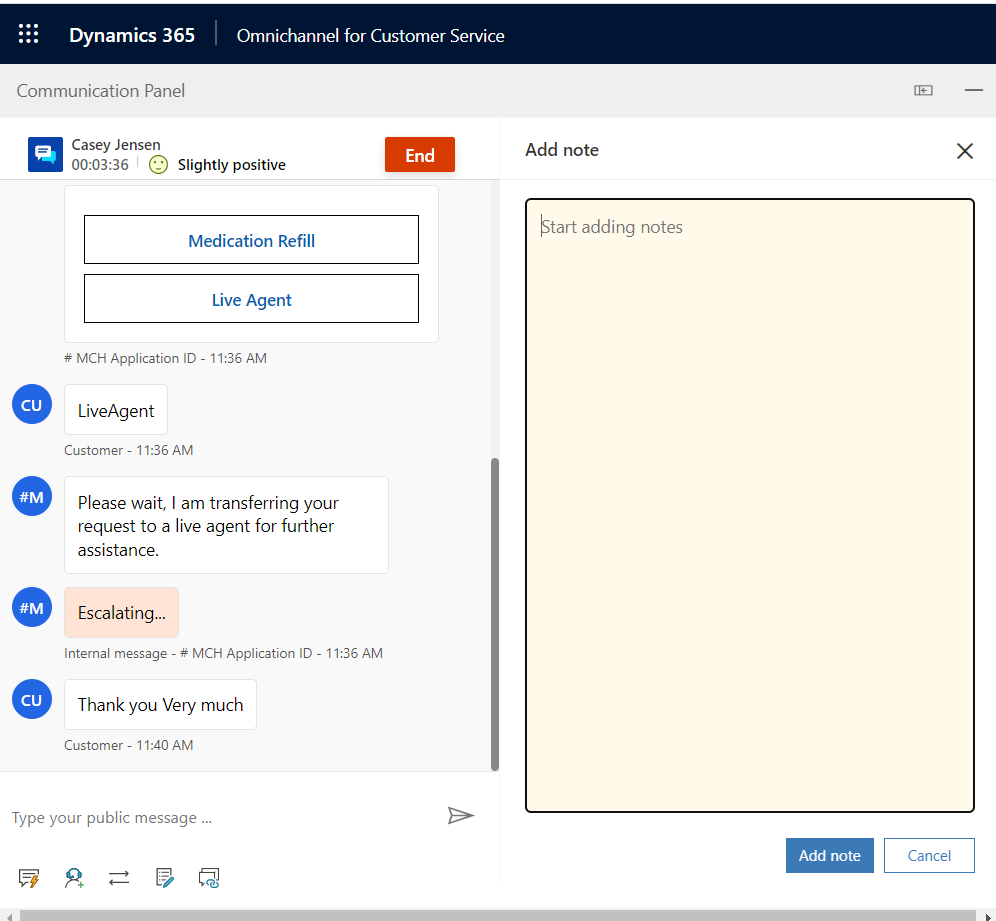 Dynamics 365
Omnichannel for Customer Service
Communication Panel
Casey Jensen
00:03:36
Slightly positive
End
Medication Refill
Live Agent
# MCH Application ID - 11:36 AM
CU
LiveAgent
Customer - 11:36 AM
#M
Please wait, I am transferring your
request to a live agent for further
assistance.
#M
Escalating...
Internal message - # MCH Application ID - 11:36 AM
CU
Thank you Very much
Customer - 11:40 AM
Type your public message ...
Add note
Start adding notes
Add note
Cancel